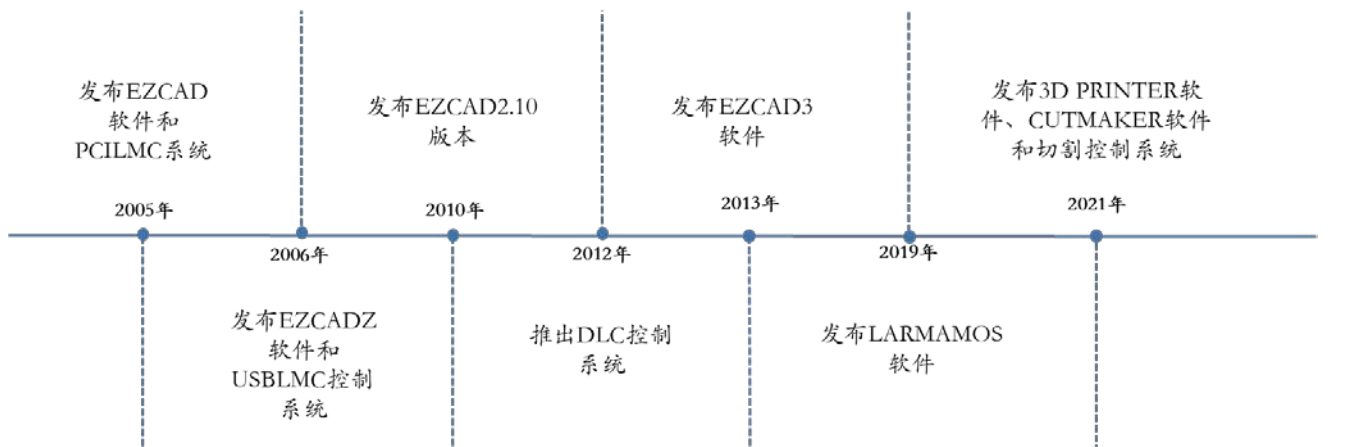 发布EZCAD
软件和
PCILMC系统
2005年
2006年
发布EZCADZ
软件和
USBLMC控制
系统
发布EZCAD2.10
版本
2010年
2012年
推出DLC控制
系统
发布EZCAD3
软件
2013年
2019年
发布LARMAMOS
软件
发布3D PRINTER软
件、CUTMAKER软件
和切割控制系统
2021年